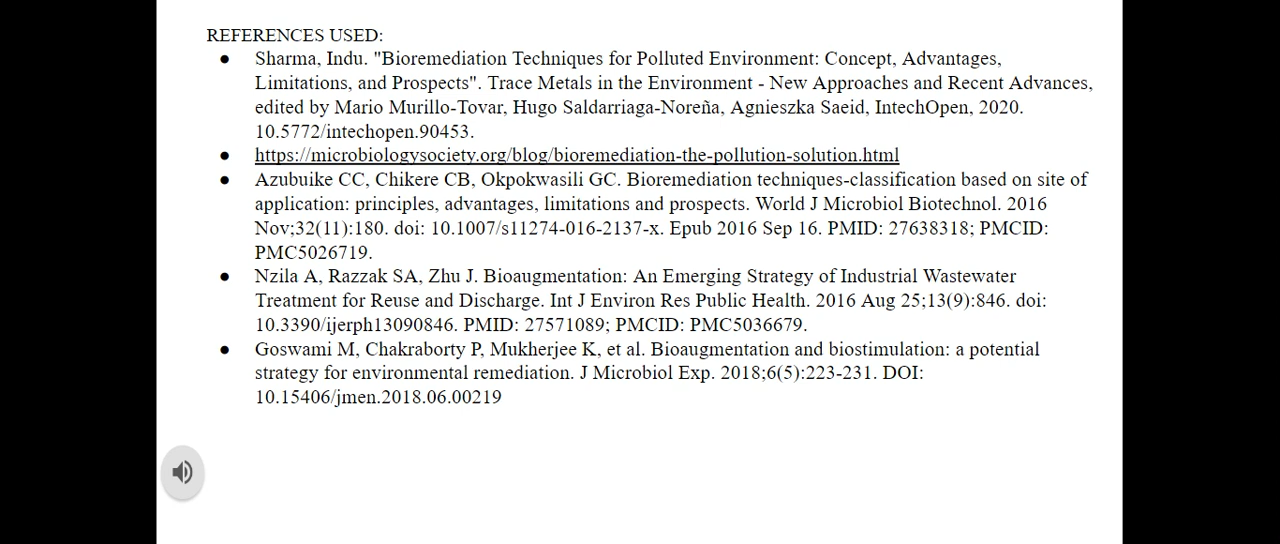 REFERENCES USED:
● Sharma, Indu. "Bioremediation Techniques for Polluted Environment: Concept, Advantages,
Limitations, and Prospects". Trace Metals in the Environment - New Approaches and Recent Advances,
edited by Mario Murillo-Tovar, Hugo Saldarriaga-Noreña, Agnieszka Saeid, IntechOpen, 2020.
10.5772/intechopen.90453.
● https://microbiologysociety.org/blog/bioremediation-the-pollution-solution.html
● Azubuike CC, Chikere CB, Okpokwasili GC. Bioremediation techniques-classification based on site of
application: principles, advantages, limitations and prospects. World J Microbiol Biotechnol. 2016
Nov;32(11):180. doi: 10.1007/s11274-016-2137-x. Epub 2016 Sep 16. PMID: 27638318; PMCID:
PMC5026719.
● Nzila A, Razzak SA, Zhu J. Bioaugmentation: An Emerging Strategy of Industrial Wastewater
Treatment for Reuse and Discharge. Int J Environ Res Public Health. 2016 Aug 25;13(9):846. doi:
10.3390/ijerph13090846. PMID: 27571089; PMCID: PMC5036679.
● Goswami M, Chakraborty P, Mukherjee K, et al. Bioaugmentation and biostimulation: a potential
strategy for environmental remediation. J Microbiol Exp. 2018;6(5):223-231. DOI:
10.15406/jmen.2018.06.00219